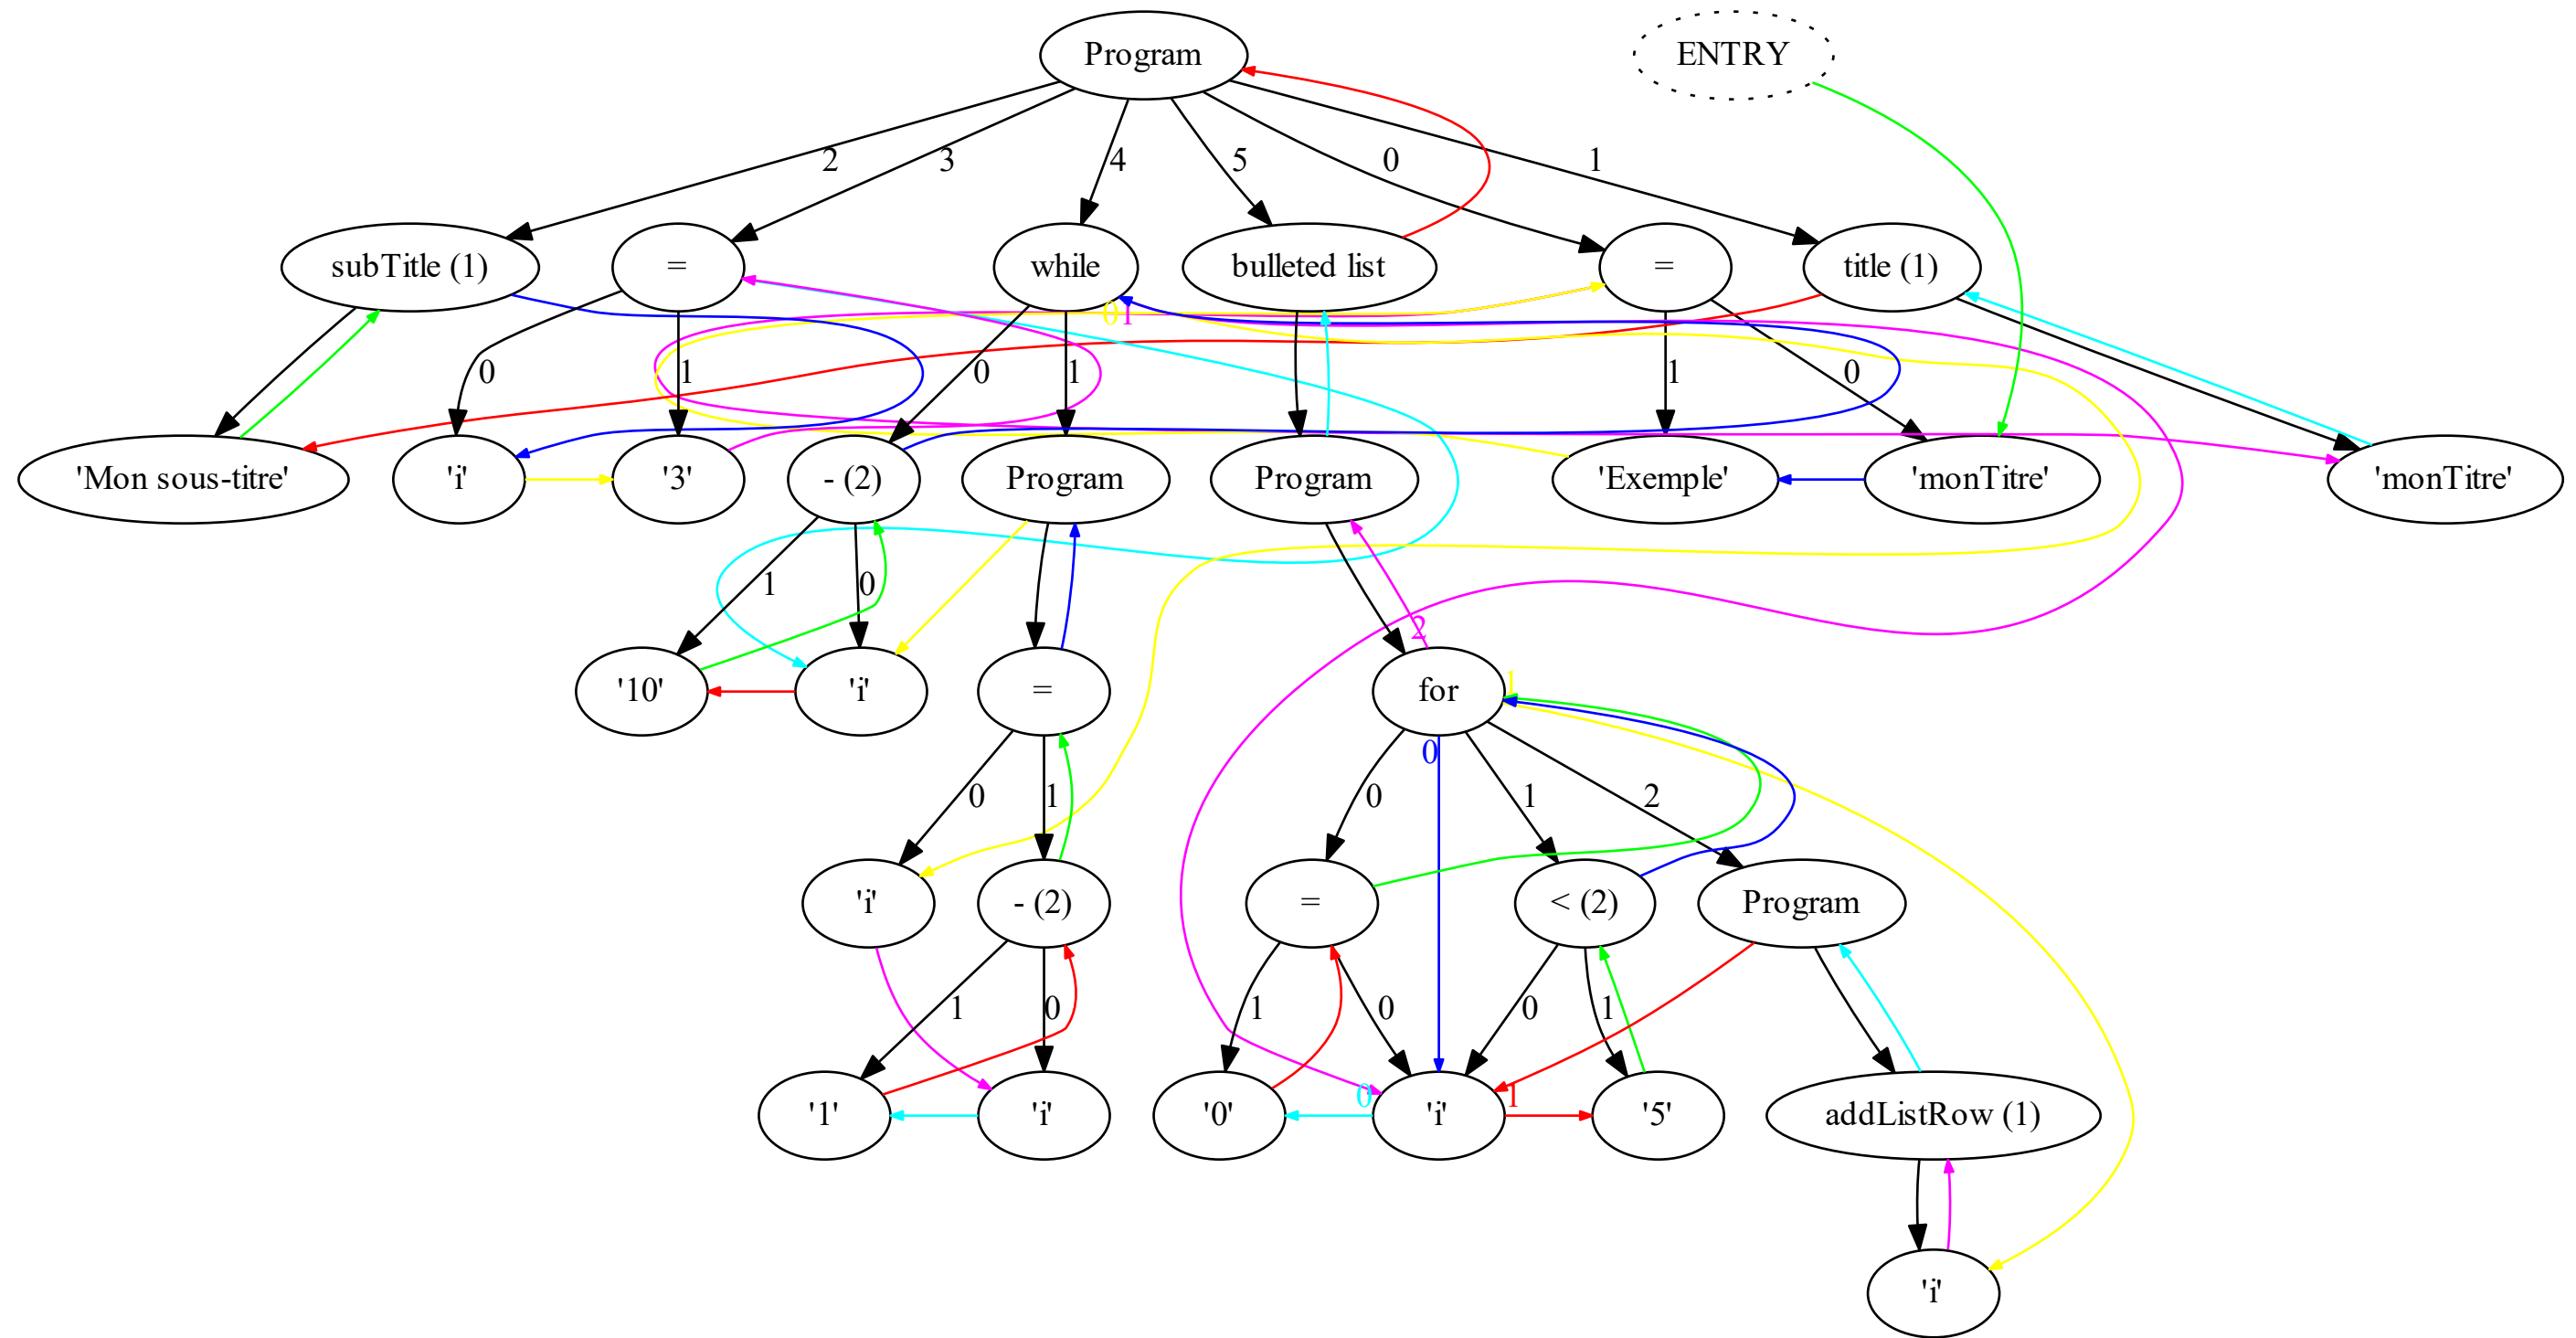 Program
ENTRY
2
3
4
5
0
1
subTitle (1)
=
while
bulleted list
=
title (1)
0
1
0
1
0
1
1
0
'Mon sous-titre'
'i'
'3'
- (2)
Program
Program
'Exemple'
'monTitre'
'monTitre'
1
0
2
'10'
'i'
=
for
1
0
0
1
0
1
2
'i'
- (2)
=
< (2)
Program
1
0
1
0
0
1
'1'
'i'
'0'
0
'i'
1
'5'
addListRow (1)
'i'